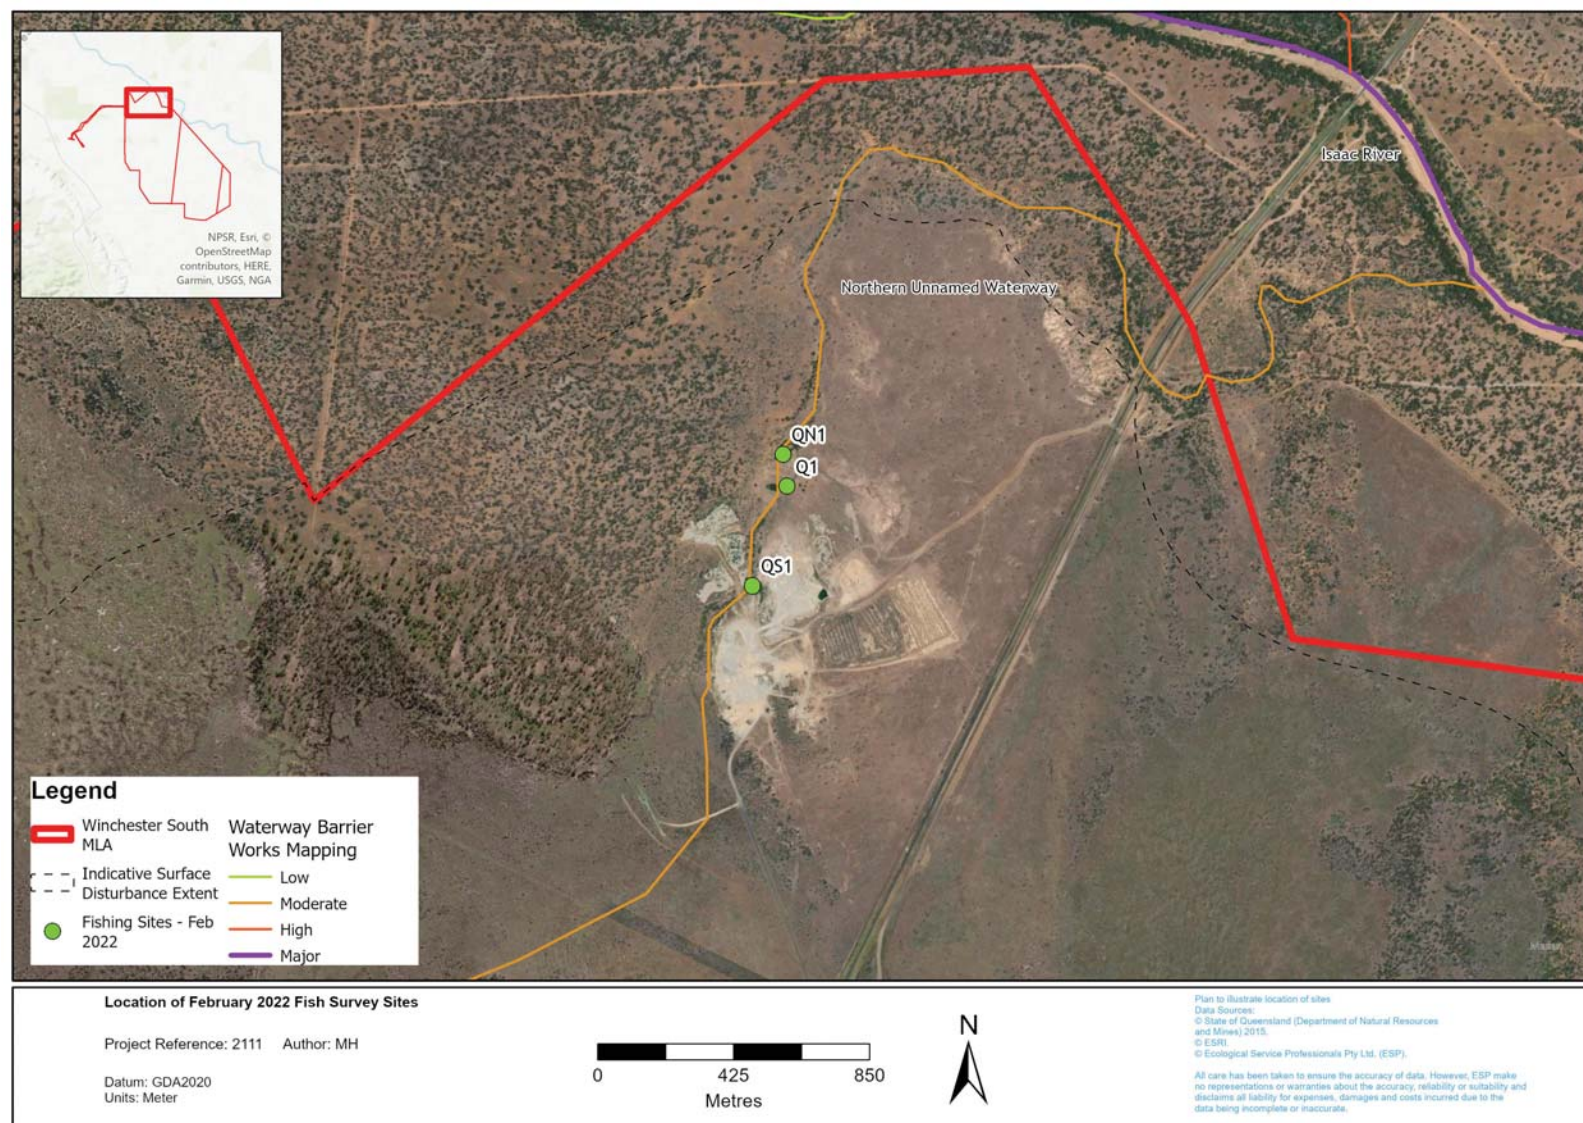 NPSR, Esri, ©
OpenStreetMap
contributors, HERE,
Garmin, USGS, NGA
Isaac River
Northern Unnamed Waterway
QN1
Q1
QS1
Legend
Winchester South
MLA
Indicative Surface
Disturbance Extent
Fishing Sites - Feb
2022
Waterway Barrier
Works Mapping
Low
Moderate
High
Major
Location of February 2022 Fish Survey Sites
Project Reference: 2111 Author: MH
Datum: GDA2020
Units: Meter
0 425 850
Metres
N
Plan to illustrate location of sites
Data Sources:
© State of Queensland (Department of Natural Resources
and Mines) 2015.
© ESRI.
© Ecological Service Professionals Pty Ltd. (ESP).
All care has been taken to ensure the accuracy of data. However, ESP make
no representations or warranties about the accuracy, reliability or suitability and
disclaims all liability for expenses, damages and costs incurred due to the
data being incomplete or inaccurate.